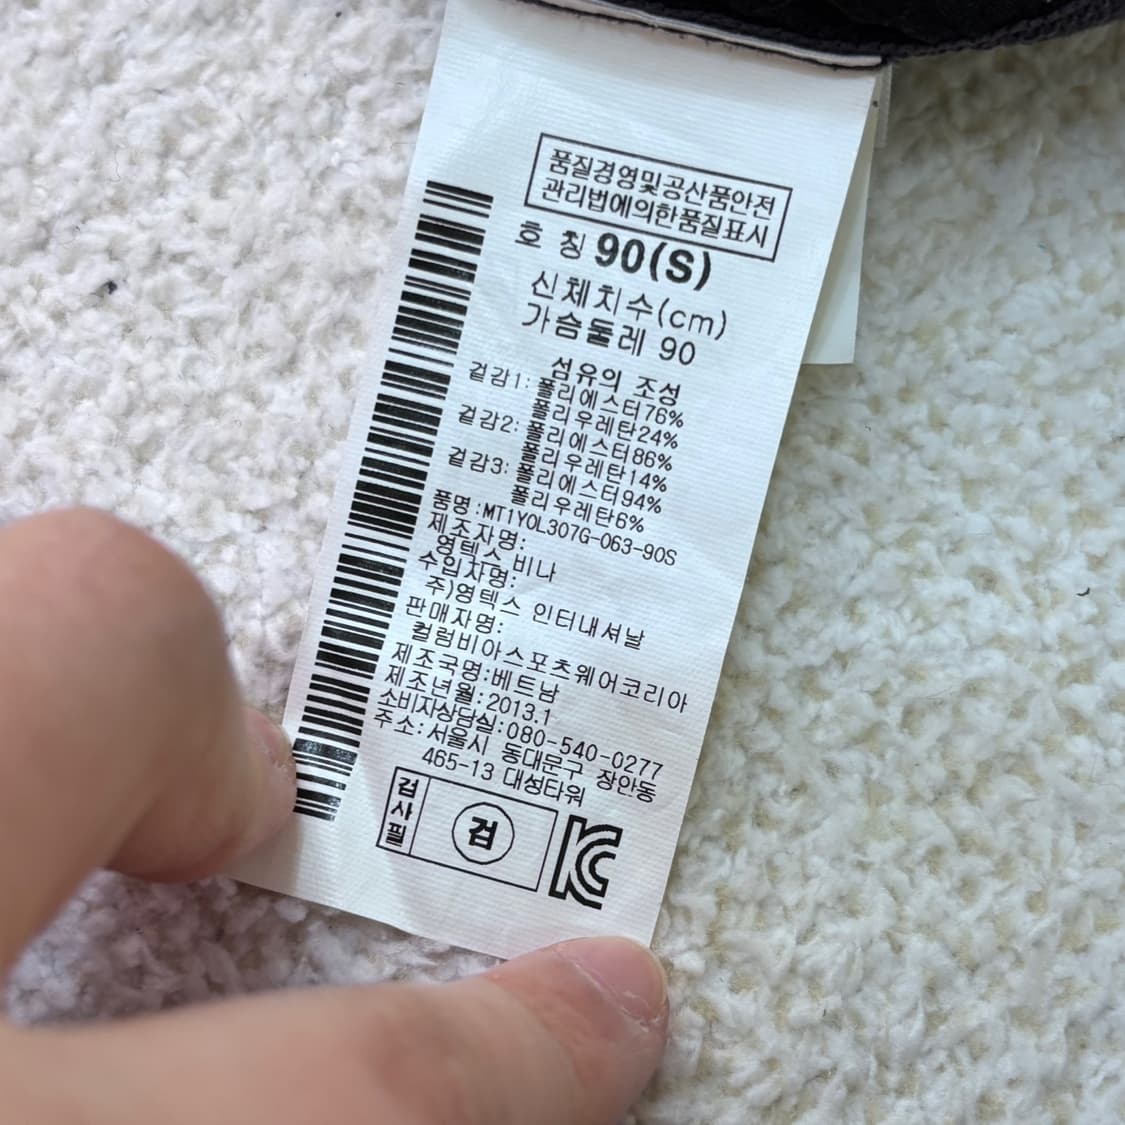 품질경영및공산품안전
관리법에의한품질표시
호 칭 90(S)
신체치수(cm)
가슴둘레 90
섬유의 조성
겉감1: 폴리에스터76%
폴리우레탄24%
겉감2: 폴리에스터86%
폴리우레탄14%
겉감3: 폴리에스터94%
폴리우레탄6%
품명:MT1YOL307G-063-90S
제조자명:
영텍스 비나
수입자명:
주)영텍스 인터내셔날
판매자명:
컬럼비아스포츠웨어코리아
제조국명:베트남
제조년월:2013.1
소비자상담실:080-540-0277
주소:서울시 동대문구 장안동
465-13 대성타워
검사필
검
KC